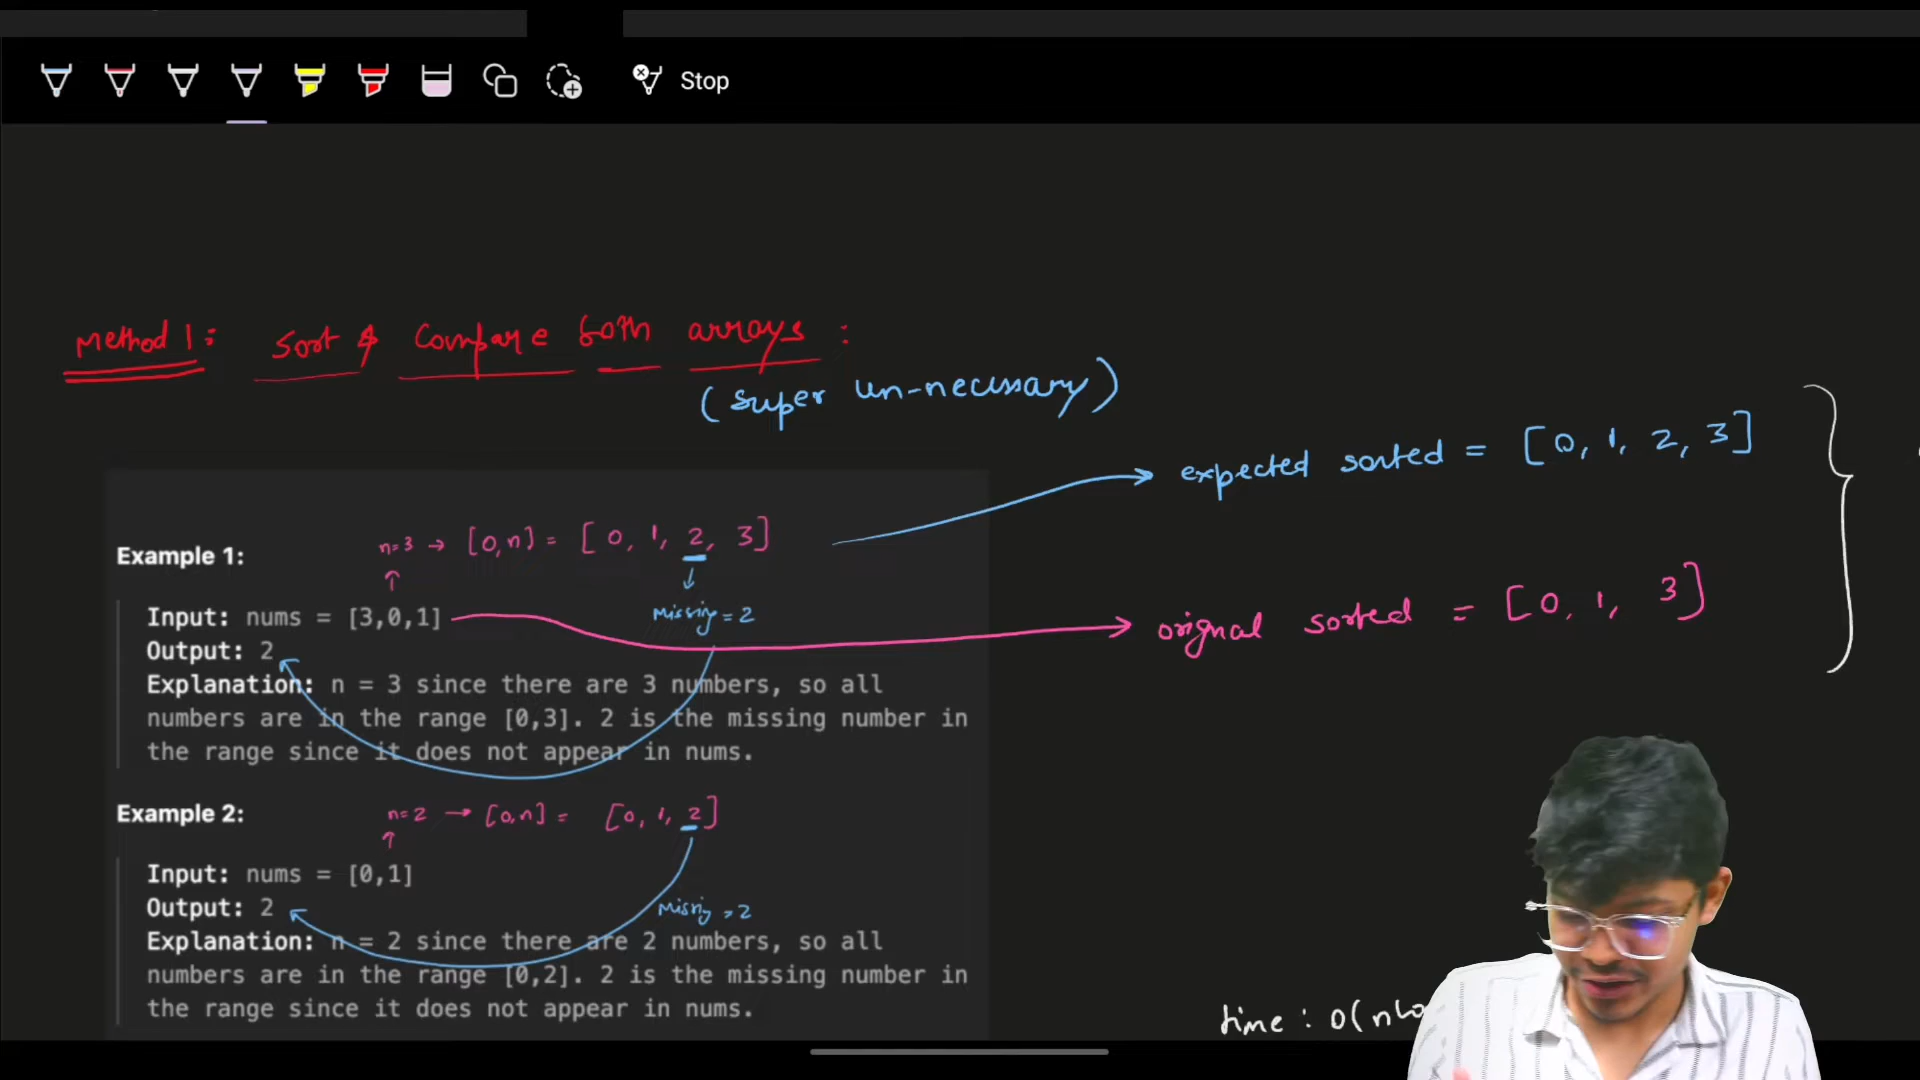 Stop
Method 1: Sort & Compare both arrays :
(super un-necessary)
expected sorted = [0, 1, 2, 3]
n=3 → [0,n] = [0, 1, 2, 3]
Example 1:
Input: nums = [3,0,1]
Missing = 2
orignal sorted = [0, 1, 3]
Output: 2
Explanation: n = 3 since there are 3 numbers, so all
numbers are in the range [0,3]. 2 is the missing number in
the range since it does not appear in nums.
Example 2:
n=2 → [0,n] = [0, 1, 2]
Input: nums = [0,1]
Output: 2
Missing = 2
Explanation: n = 2 since there are 2 numbers, so all
numbers are in the range [0,2]. 2 is the missing number in
the range since it does not appear in nums.
time : O(nlo